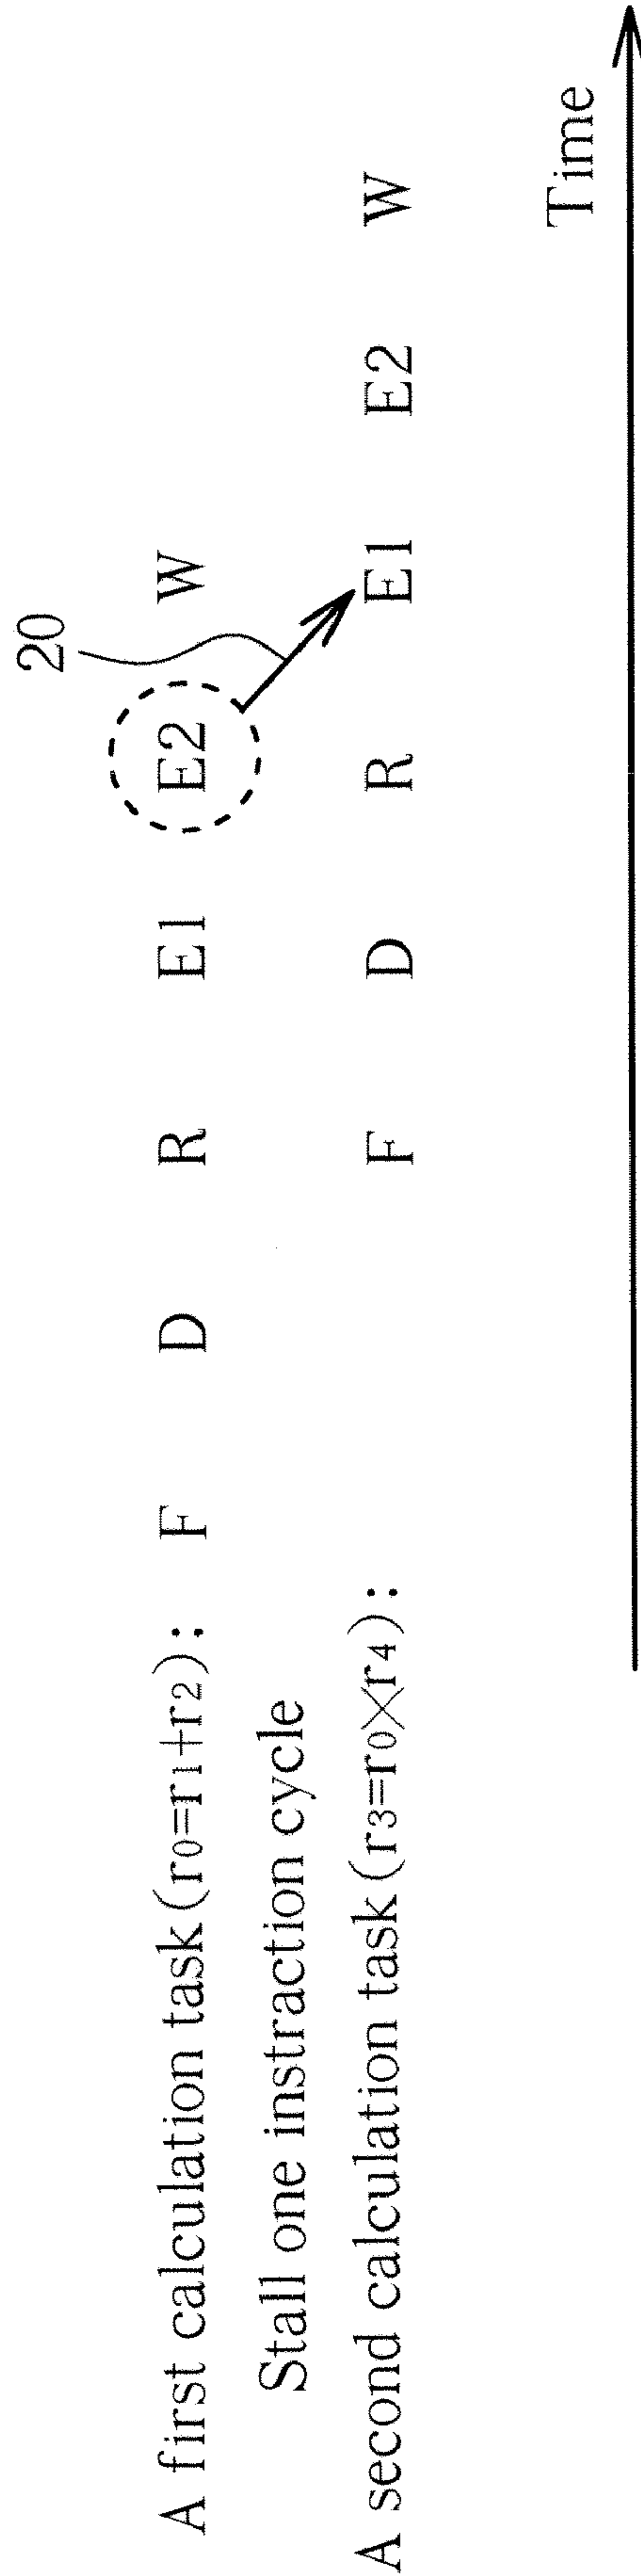 20
A first calculation task(r0=r1+r2): F D R E1 E2 W
Stall one instraction cycle
A second calculation task(r3=r0×r4): F D R E1 E2 W
Time